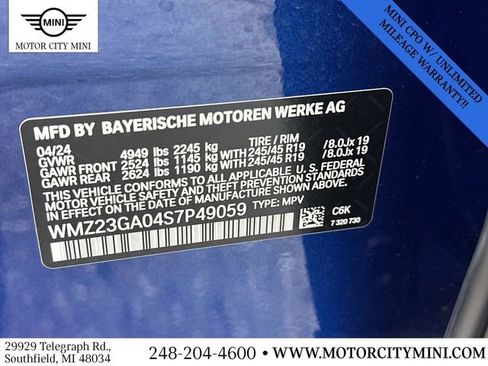 MINI
MOTOR CITY MINI
MINI CPO W/ UNLIMITED
MILEAGE WARRANTY!!
MFD BY BAYERISCHE MOTOREN WERKE AG
04/24 TIRE / RIM
GVWR 4949 lbs 2245 kg
GAWR FRONT 2524 lbs 1145 kg WITH 245/45 R19 /8.0Jx 19
GAWR REAR 2624 lbs 1190 kg WITH 245/45 R19 /8.0Jx 19
THIS VEHICLE CONFORMS TO ALL APPLICABLE U.S. FEDERAL
MOTOR VEHICLE SAFETY AND THEFT PREVENTION STANDARDS
IN EFFECT ON THE DATE OF MANUFACTURE SHOWN ABOVE.
WMZ23GA04S7P49059 TYPE: MPV
C6K
7 320 730
29929 Telegraph Rd.,
Southfield, MI 48034
248-204-4600 • WWW.MOTORCITYMINI.COM